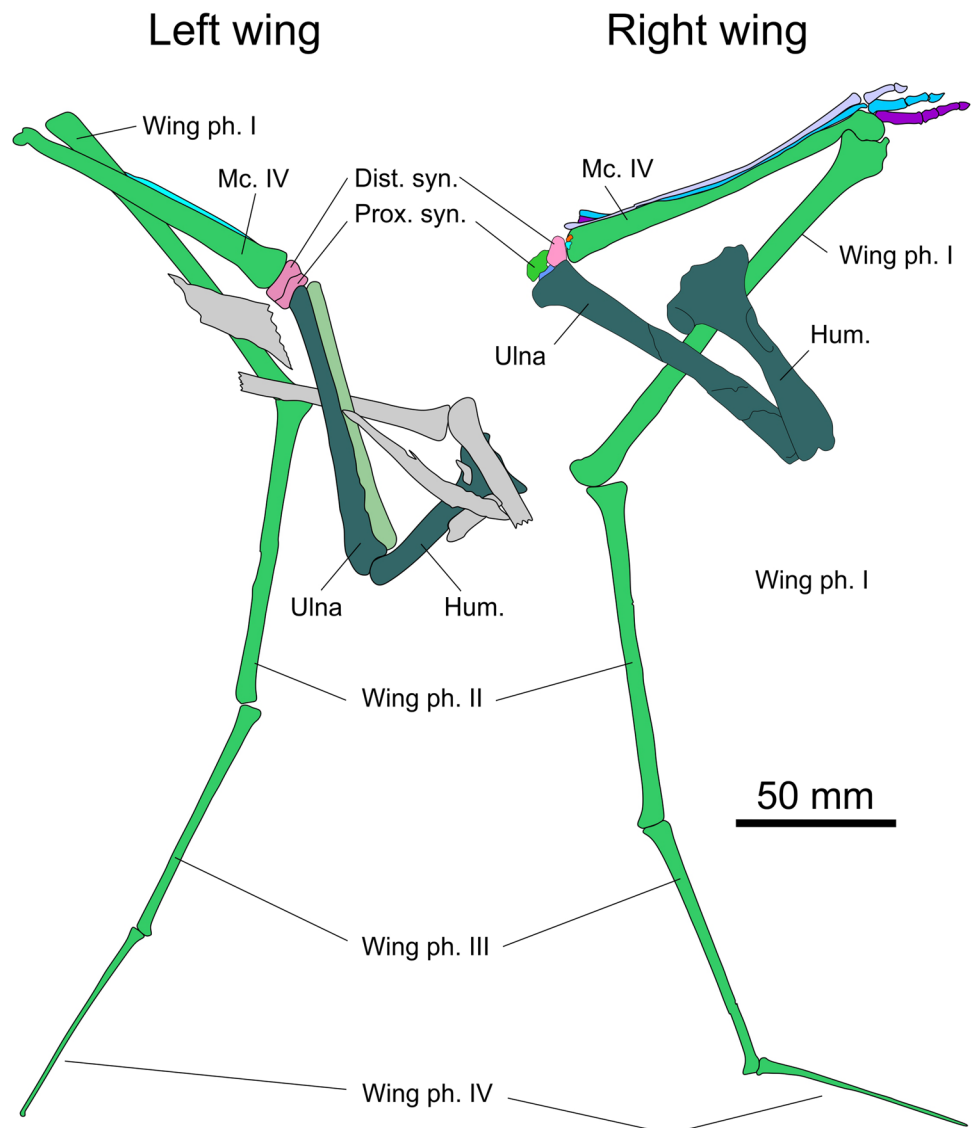 Left wing
Right wing
Wing ph. I
Mc. IV
Dist. syn.
Prox. syn.
Mc. IV
Wing ph. I
Ulna
Hum.
Wing ph. I
Ulna
Hum.
Wing ph. II
50 mm
Wing ph. III
Wing ph. IV